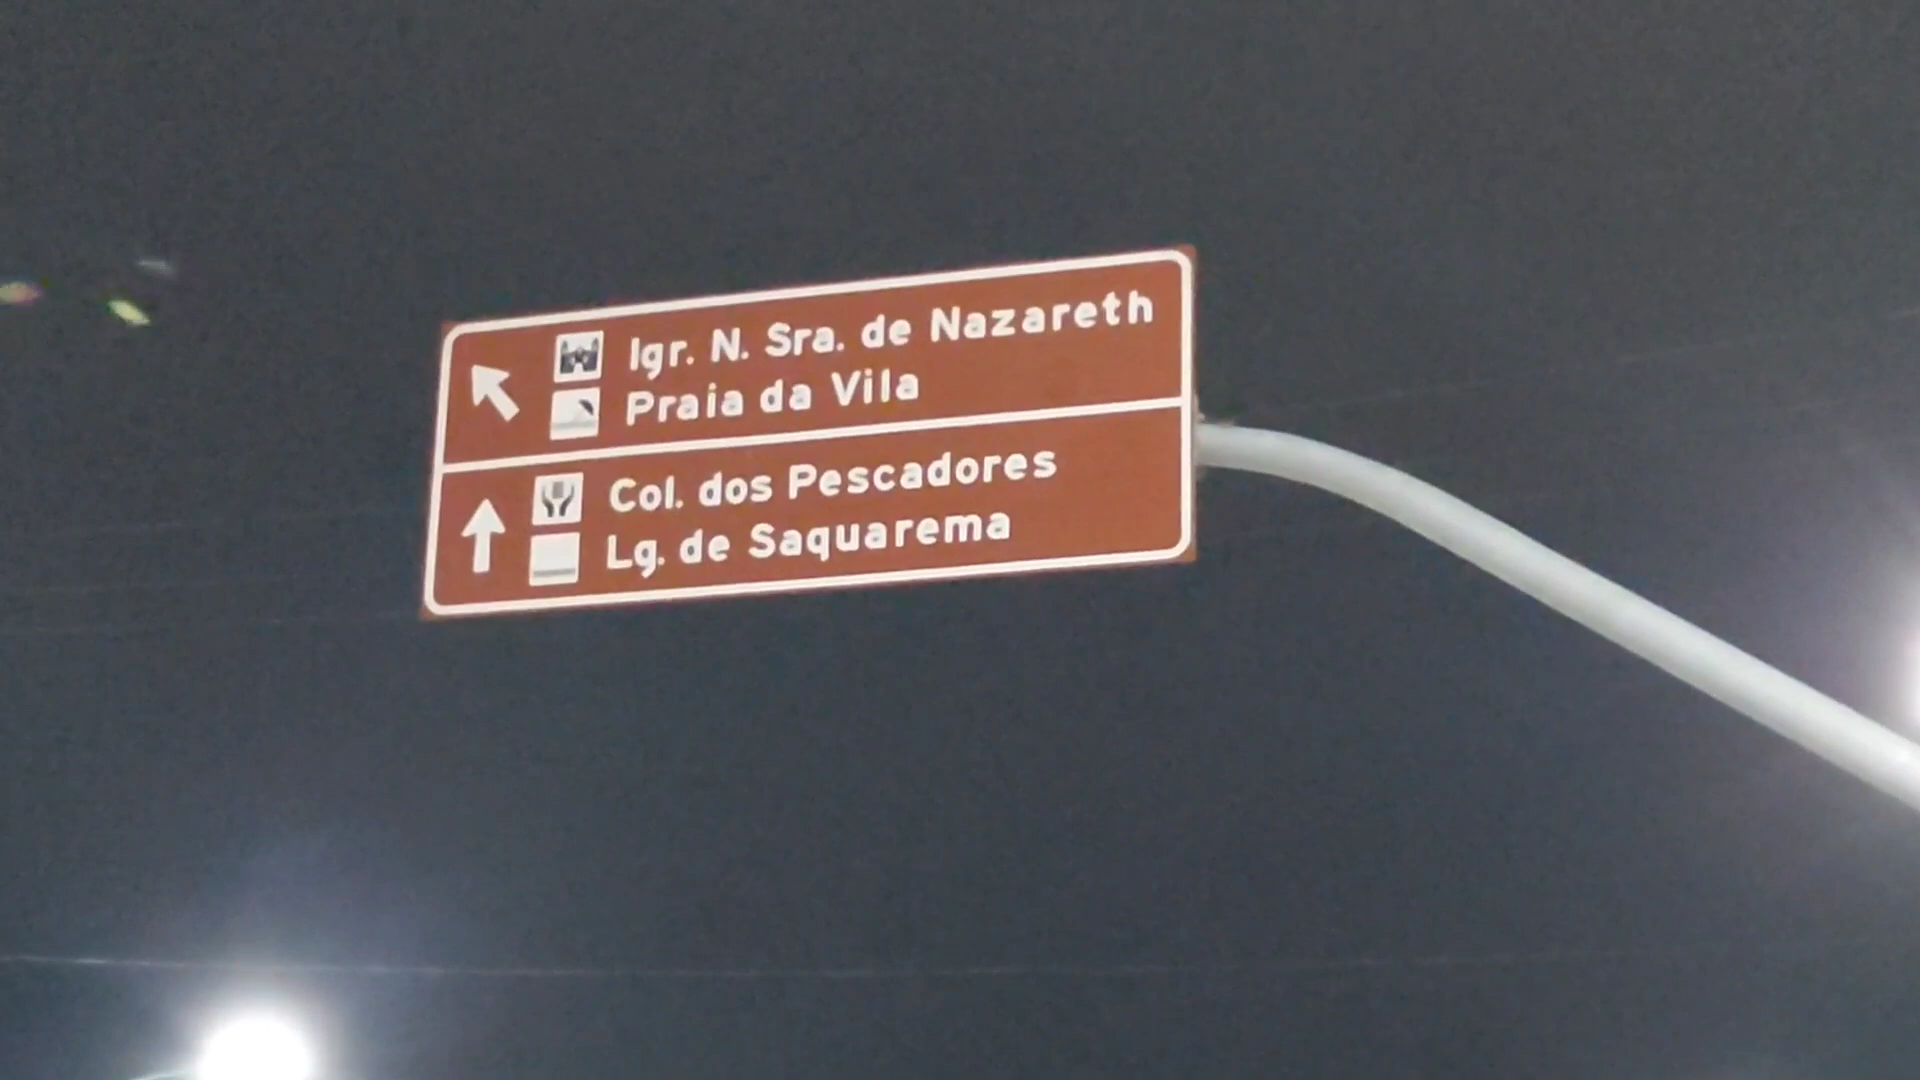 Igr. N. Sra. de Nazareth
Praia da Vila
Col. dos Pescadores
Lg. de Saquarema